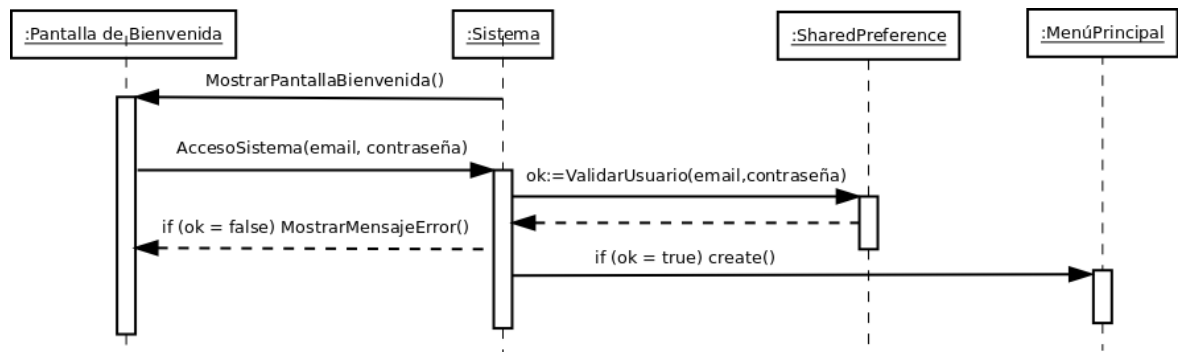 :Pantalla de Bienvenida
:Sistema
:SharedPreference
:MenúPrincipal
MostrarPantallaBienvenida()
AccesoSistema(email, contraseña)
ok:=ValidarUsuario(email,contraseña)
if (ok = false) MostrarMensajeError()
if (ok = true) create()